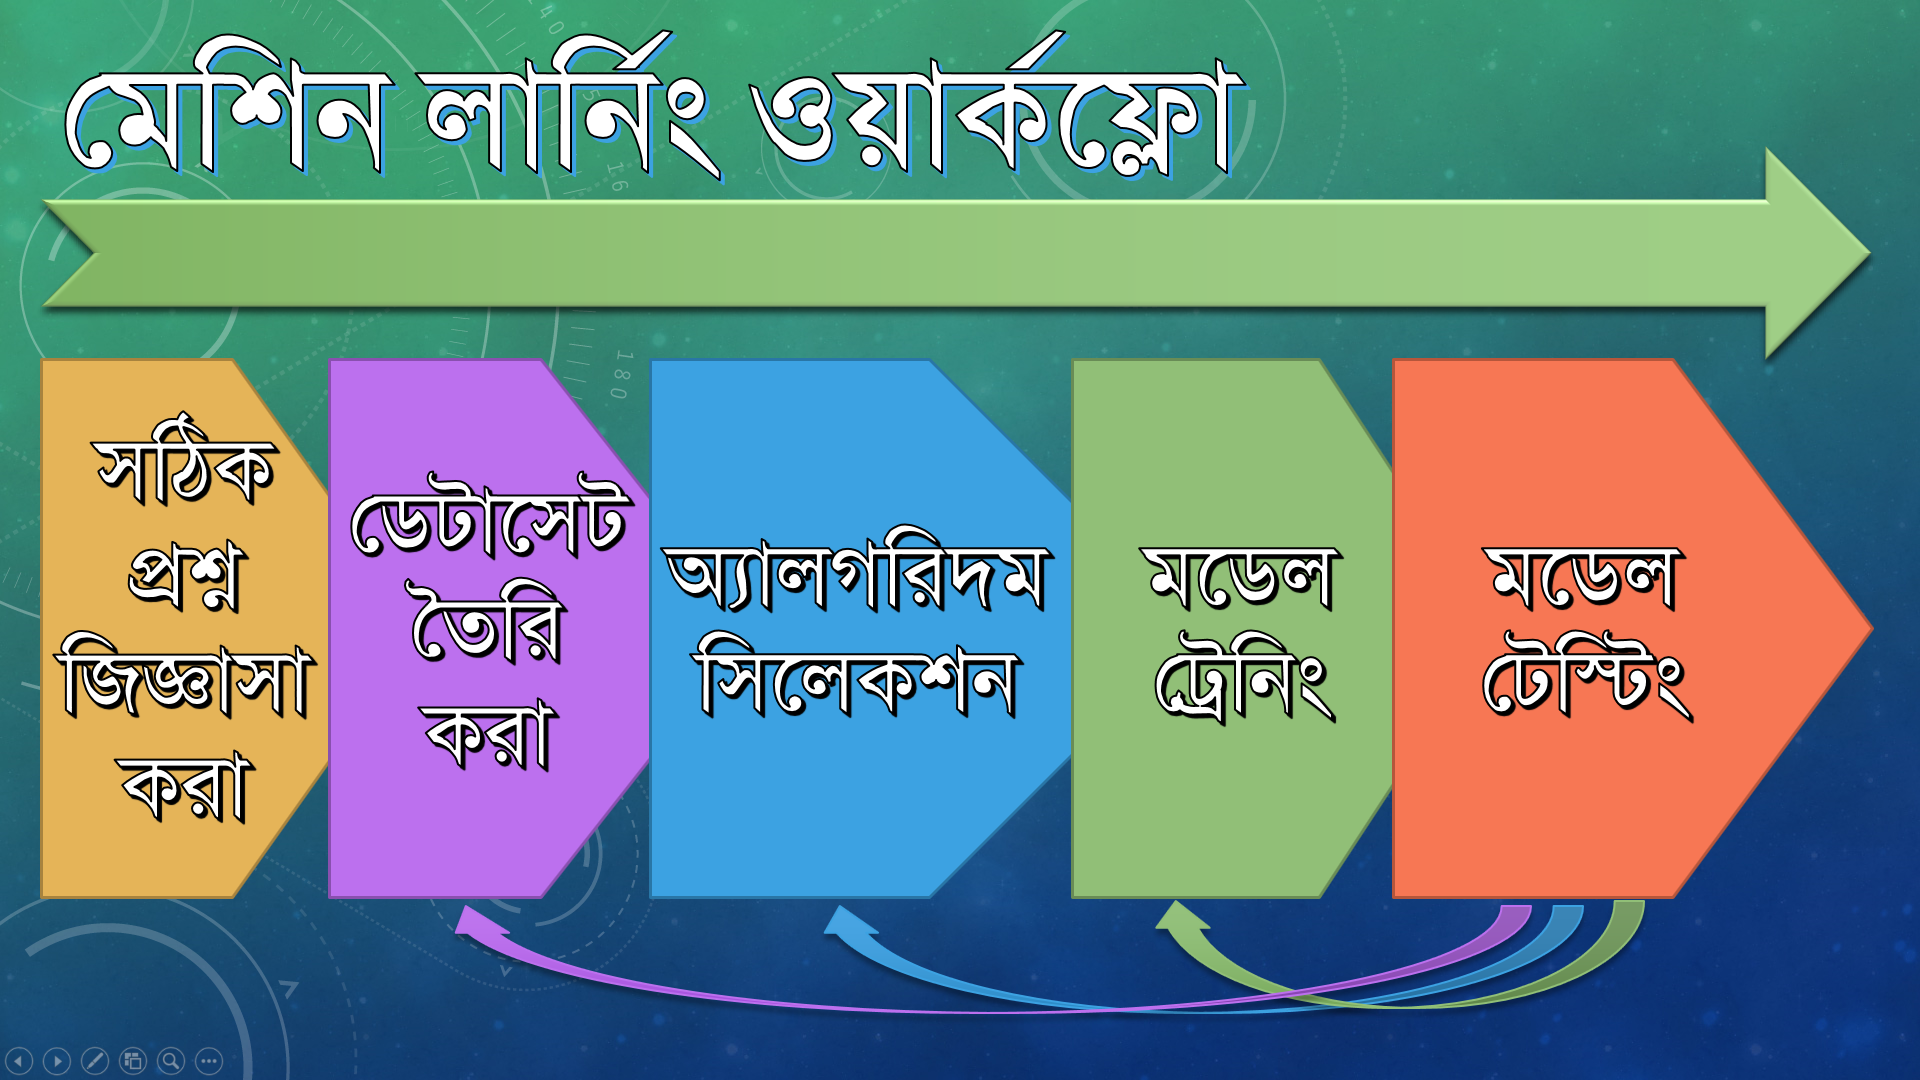 মেশিন লার্নিং ওয়ার্কফ্লো
সঠিক
প্রশ্ন
জিজ্ঞাসা
করা
ডেটাসেট
তৈরি
করা
অ্যালগরিদম
সিলেকশন
মডেল
ট্রেনিং
মডেল
টেস্টিং